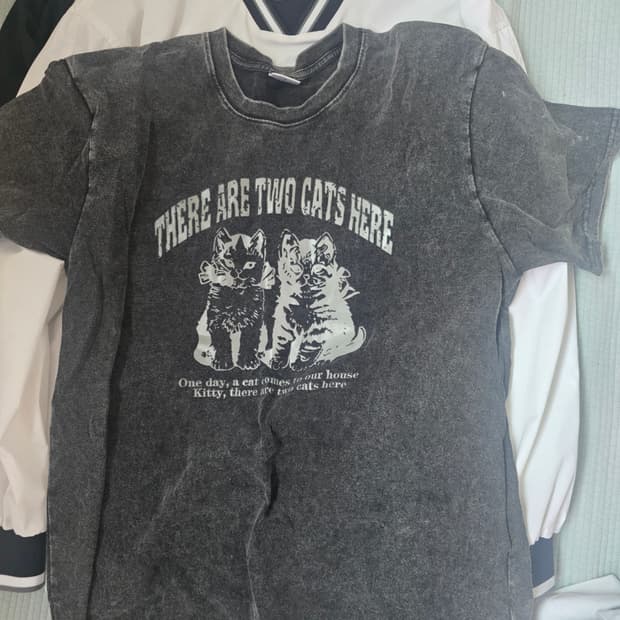 THERE ARE TWO CATS HERE
One day, a cat comes to our house
Kitty, there are two cats here